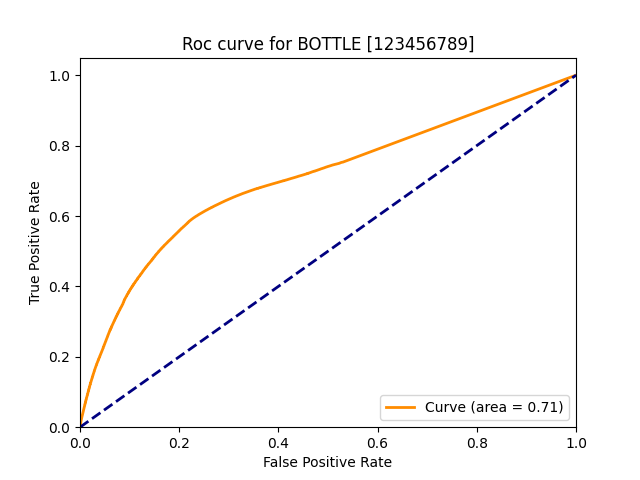 Roc curve for BOTTLE [123456789]
True Positive Rate
1.0
0.8
0.6
0.4
0.2
0.0
Curve (area = 0.71)
0.0 0.2 0.4 0.6 0.8 1.0
False Positive Rate